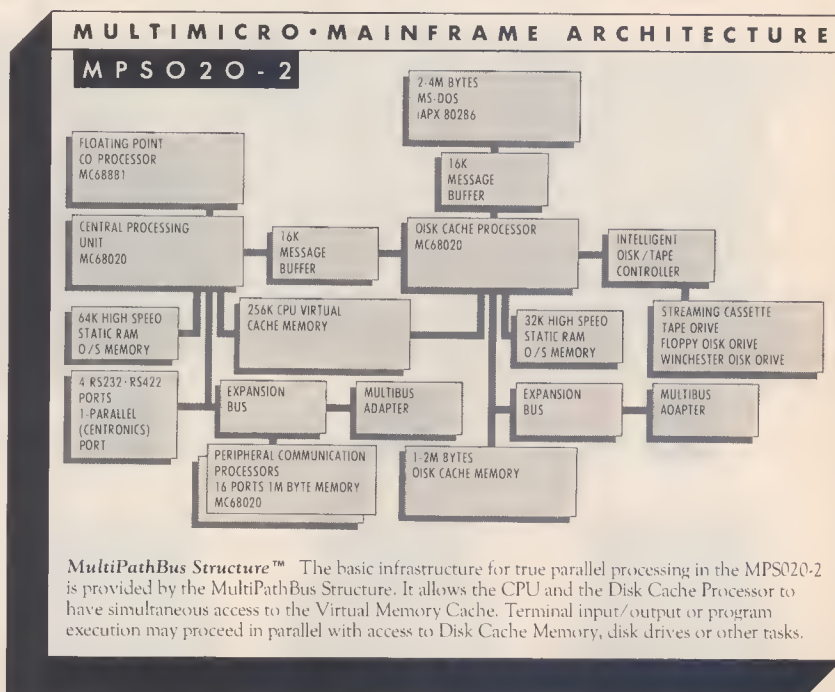 MULTIMICRO•MAINFRAME ARCHITECTURE
MPS020-2
2-4M BYTES
MS-DOS
iAPX 80286
FLOATING POINT
CO PROCESSOR
MC68881
16K
MESSAGE
BUFFER
CENTRAL PROCESSING
UNIT
MC68020
16K
MESSAGE
BUFFER
DISK CACHE PROCESSOR
MC68020
INTELLIGENT
DISK/TAPE
CONTROLLER
64K HIGH SPEED
STATIC RAM
O/S MEMORY
256K CPU VIRTUAL
CACHE MEMORY
32K HIGH SPEED
STATIC RAM
O/S MEMORY
STREAMING CASSETTE
TAPE DRIVE
FLOPPY DISK DRIVE
WINCHESTER DISK DRIVE
4 RS232·RS422
PORTS
1-PARALLEL
(CENTRONICS)
PORT
EXPANSION
BUS
MULTIBUS
ADAPTER
EXPANSION
BUS
MULTIBUS
ADAPTER
PERIPHERAL COMMUNICATION
PROCESSORS
16 PORTS 1M BYTE MEMORY
MC68020
1-2M BYTES
DISK CACHE MEMORY
MultiPathBus Structure™ The basic infrastructure for true parallel processing in the MPS020-2
is provided by the MultiPathBus Structure. It allows the CPU and the Disk Cache Processor to
have simultaneous access to the Virtual Memory Cache. Terminal input/output or program
execution may proceed in parallel with access to Disk Cache Memory, disk drives or other tasks.